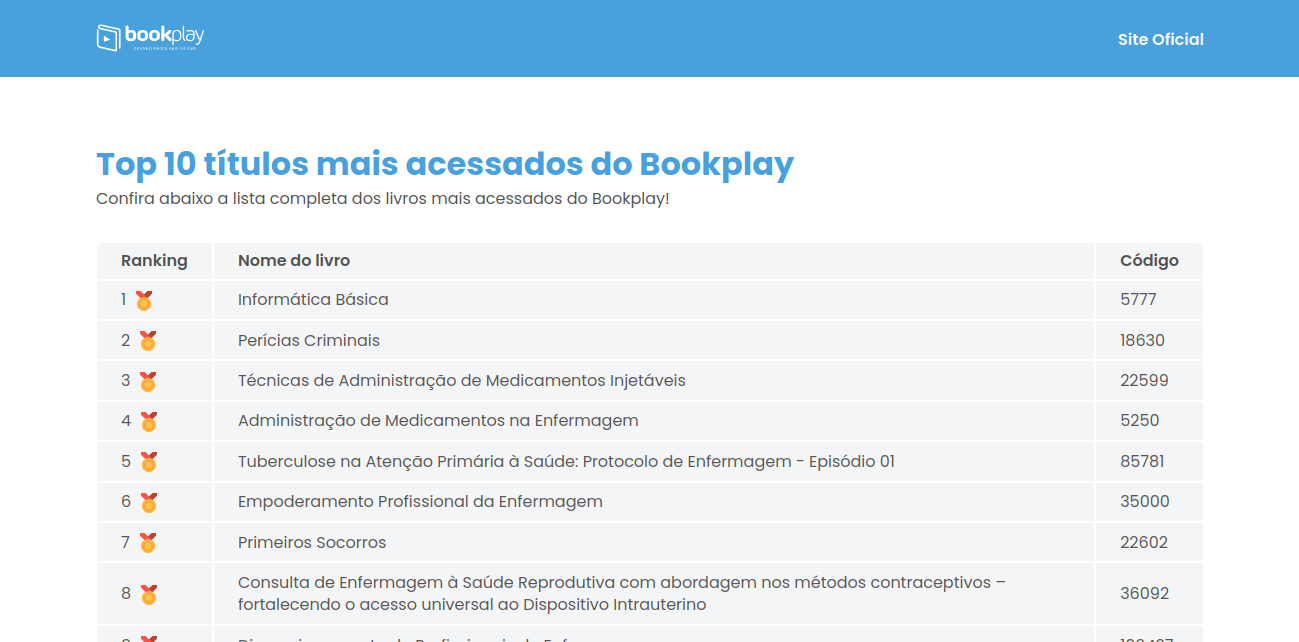 bookplay
conhecimento sem limites
Site Oficial
Top 10 títulos mais acessados do Bookplay
Confira abaixo a lista completa dos livros mais acessados do Bookplay!
Ranking Nome do livro Código
1 Informática Básica 5777
2 Perícias Criminais 18630
3 Técnicas de Administração de Medicamentos Injetáveis 22599
4 Administração de Medicamentos na Enfermagem 5250
5 Tuberculose na Atenção Primária à Saúde: Protocolo de Enfermagem - Episódio 01 85781
6 Empoderamento Profissional da Enfermagem 35000
7 Primeiros Socorros 22602
8 Consulta de Enfermagem à Saúde Reprodutiva com abordagem nos métodos contraceptivos –
fortalecendo o acesso universal ao Dispositivo Intrauterino 36092